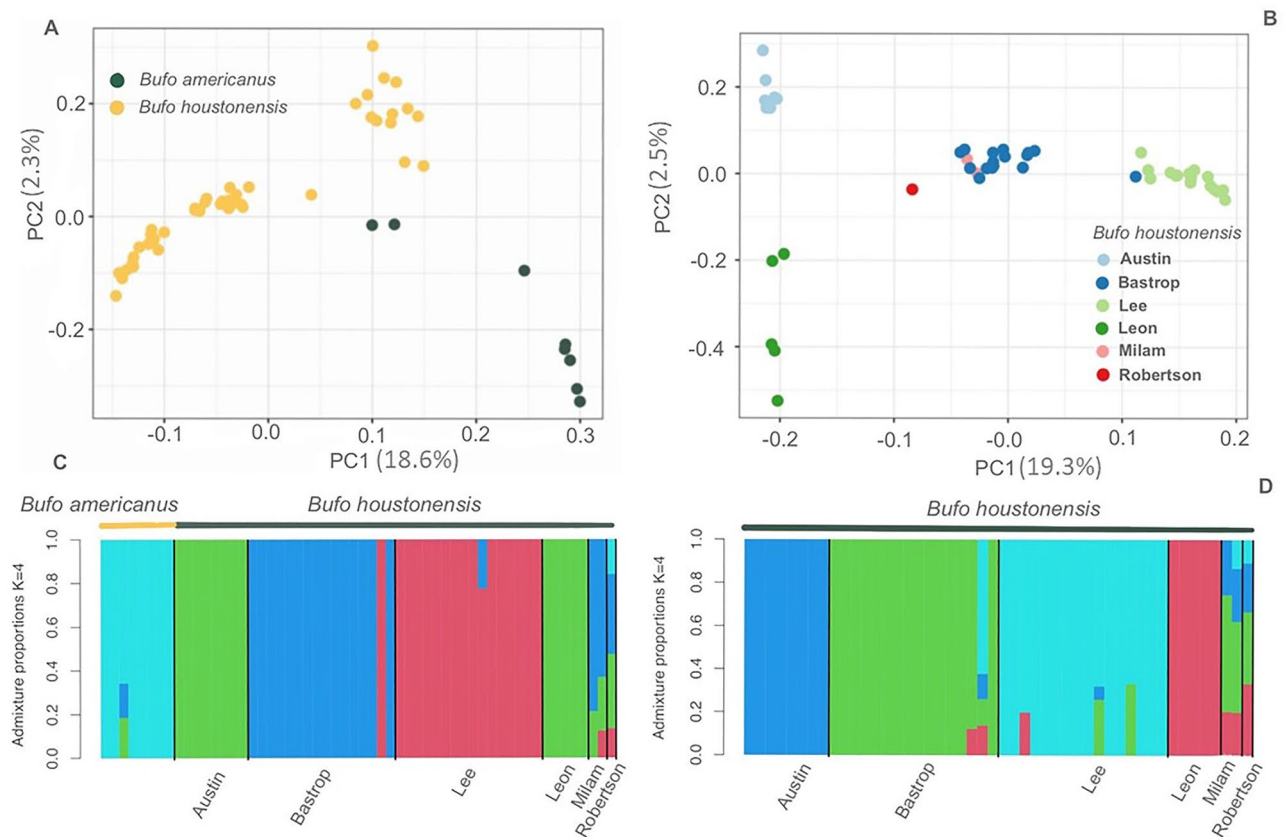 A
Bufo americanus
Bufo houstonensis
0.2
0.0
-0.2
PC2 (2.3%)
-0.1
0.0
0.1
0.2
0.3
PC1 (18.6%)
B
0.2
0.0
-0.2
-0.4
PC2 (2.5%)
Bufo houstonensis
Austin
Bastrop
Lee
Leon
Milam
Robertson
-0.2
-0.1
-0.0
0.1
0.2
PC1 (19.3%)
C
Bufo americanus
Bufo houstonensis
Admixture proportions K=4
1.0
0.8
0.6
0.4
0.2
0.0
Austin
Bastrop
Lee
Leon
Milam
Robertson
D
Bufo houstonensis
Admixture proportions K=4
1.0
0.8
0.6
0.4
0.2
0.0
Austin
Bastrop
Lee
Leon
Milam
Robertson